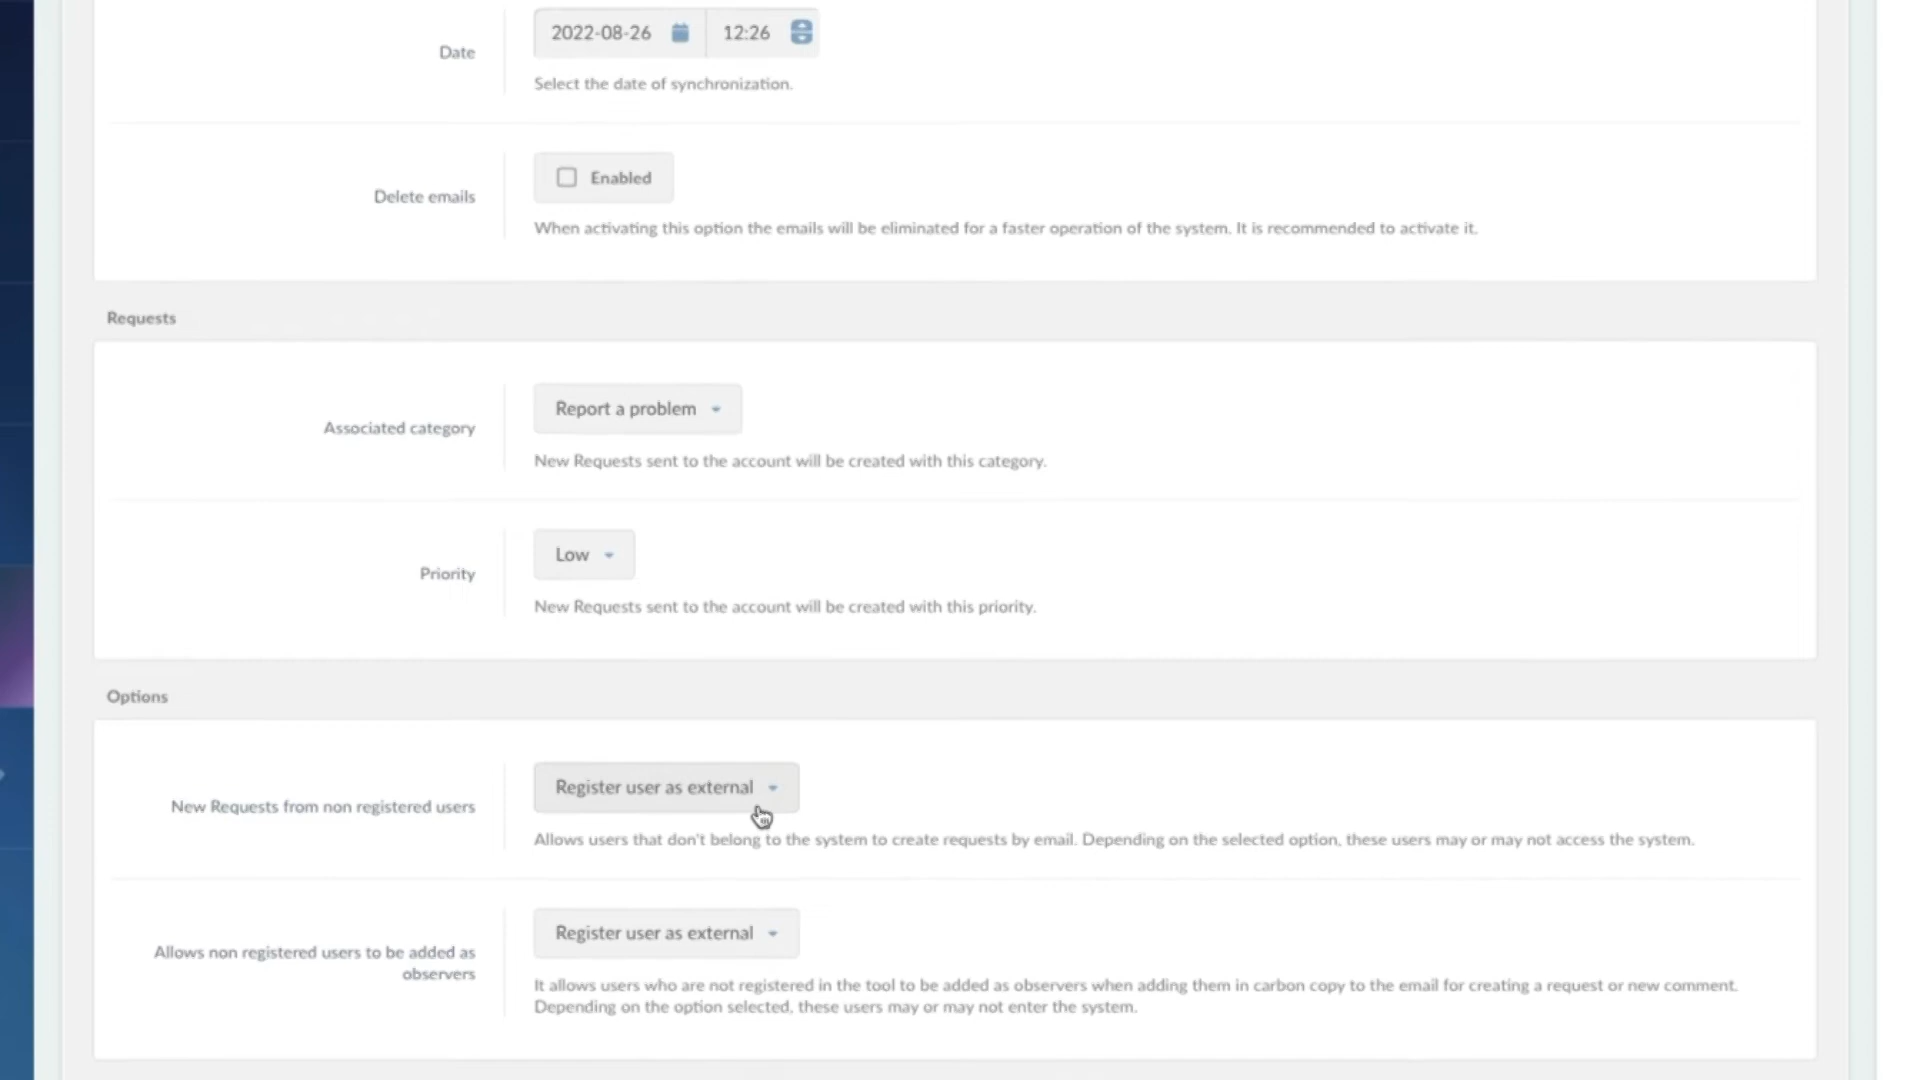 Date
2022-08-26
12:26
Select the date of synchronization.
Delete emails
Enabled
When activating this option the emails will be eliminated for a faster operation of the system. It is recommended to activate it.
Requests
Associated category
Report a problem
New Requests sent to the account will be created with this category.
Priority
Low
New Requests sent to the account will be created with this priority.
Options
New Requests from non registered users
Register user as external
Allows users that don't belong to the system to create requests by email. Depending on the selected option, these users may or may not access the system.
Allows non registered users to be added as
observers
Register user as external
It allows users who are not registered in the tool to be added as observers when adding them in carbon copy to the email for creating a request or new comment.
Depending on the option selected, these users may or may not enter the system.